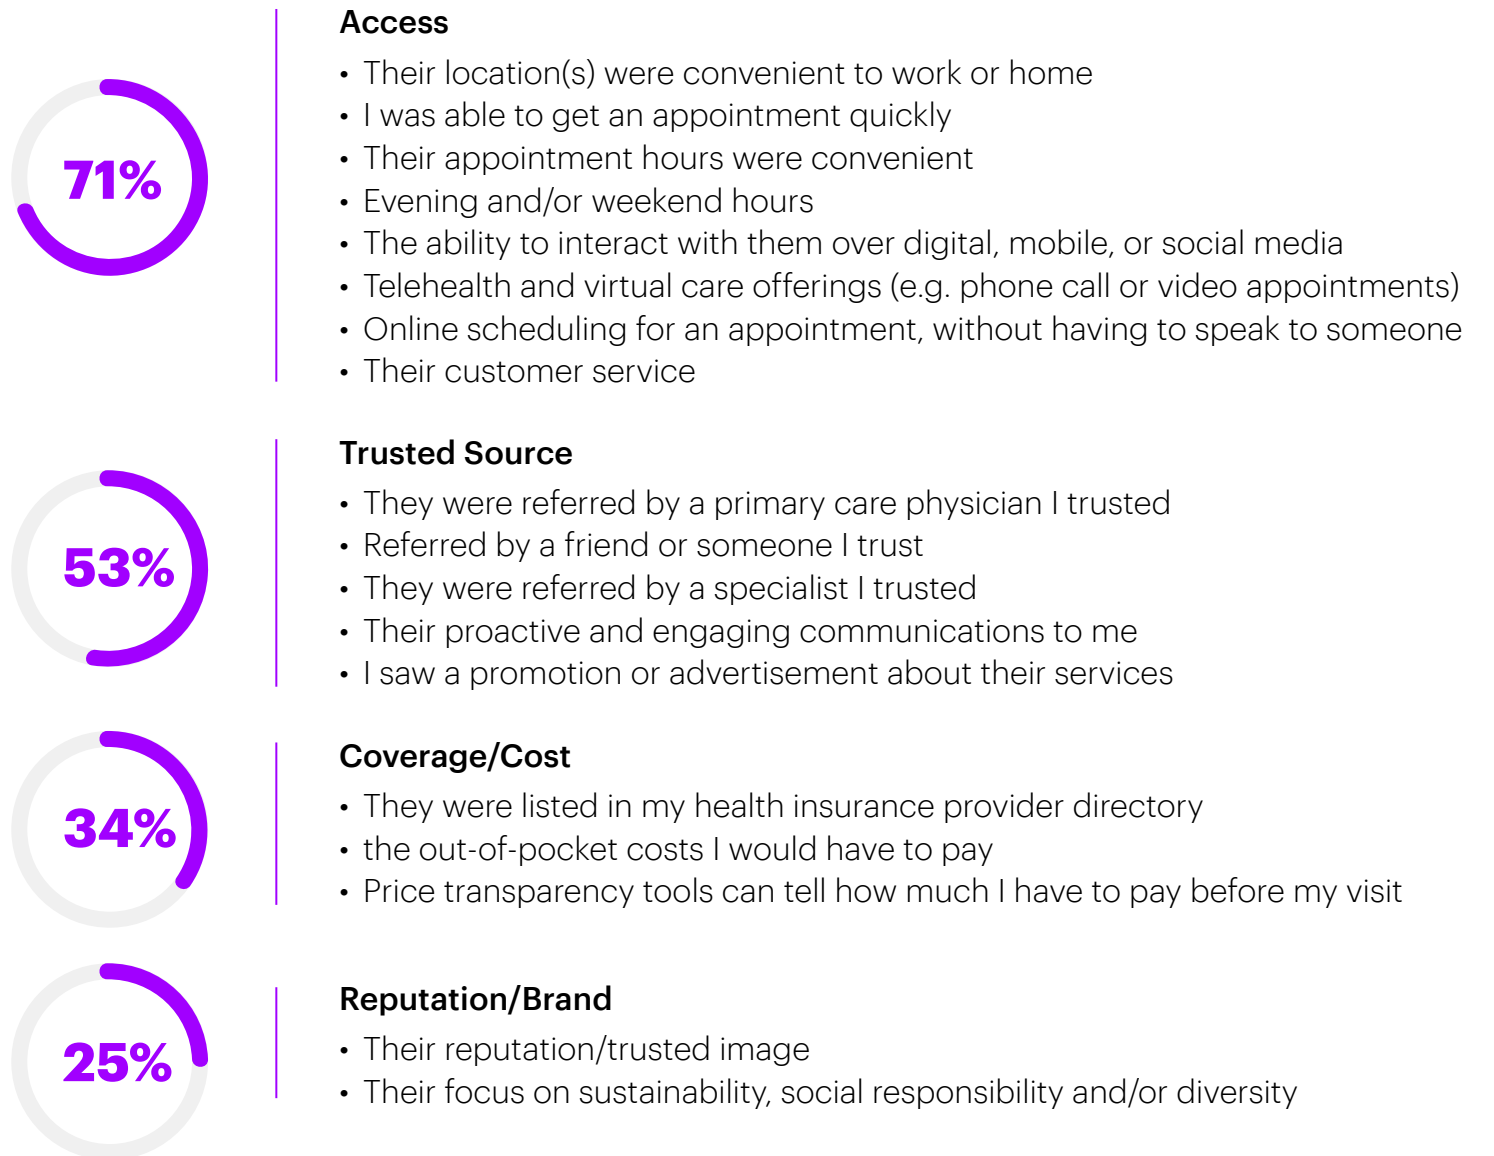 71%
Access
• Their location(s) were convenient to work or home
• I was able to get an appointment quickly
• Their appointment hours were convenient
• Evening and/or weekend hours
• The ability to interact with them over digital, mobile, or social media
• Telehealth and virtual care offerings (e.g. phone call or video appointments)
• Online scheduling for an appointment, without having to speak to someone
• Their customer service
53%
Trusted Source
• They were referred by a primary care physician I trusted
• Referred by a friend or someone I trust
• They were referred by a specialist I trusted
• Their proactive and engaging communications to me
• I saw a promotion or advertisement about their services
34%
Coverage/Cost
• They were listed in my health insurance provider directory
• the out-of-pocket costs I would have to pay
• Price transparency tools can tell how much I have to pay before my visit
25%
Reputation/Brand
• Their reputation/trusted image
• Their focus on sustainability, social responsibility and/or diversity